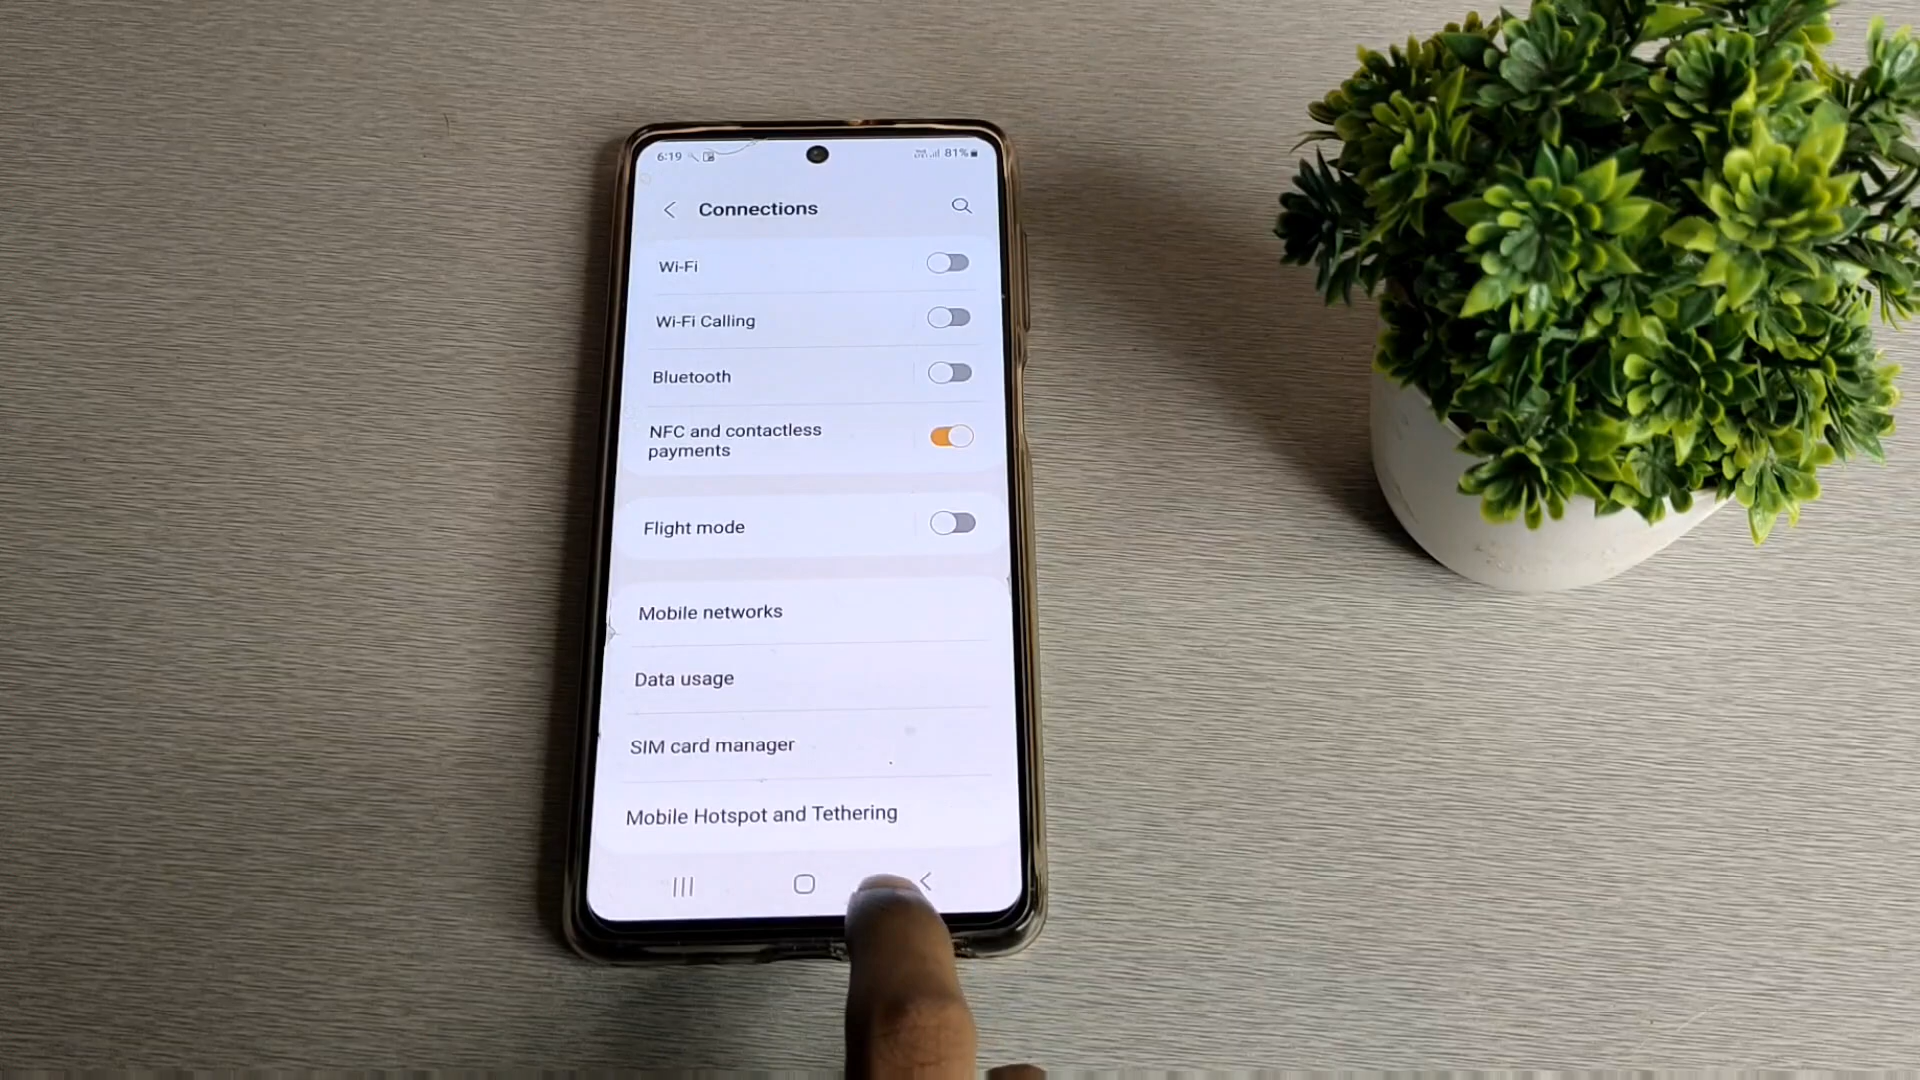 6:19 81%
Connections
Wi-Fi
Wi-Fi Calling
Bluetooth
NFC and contactless
payments
Flight mode
Mobile networks
Data usage
SIM card manager
Mobile Hotspot and Tethering